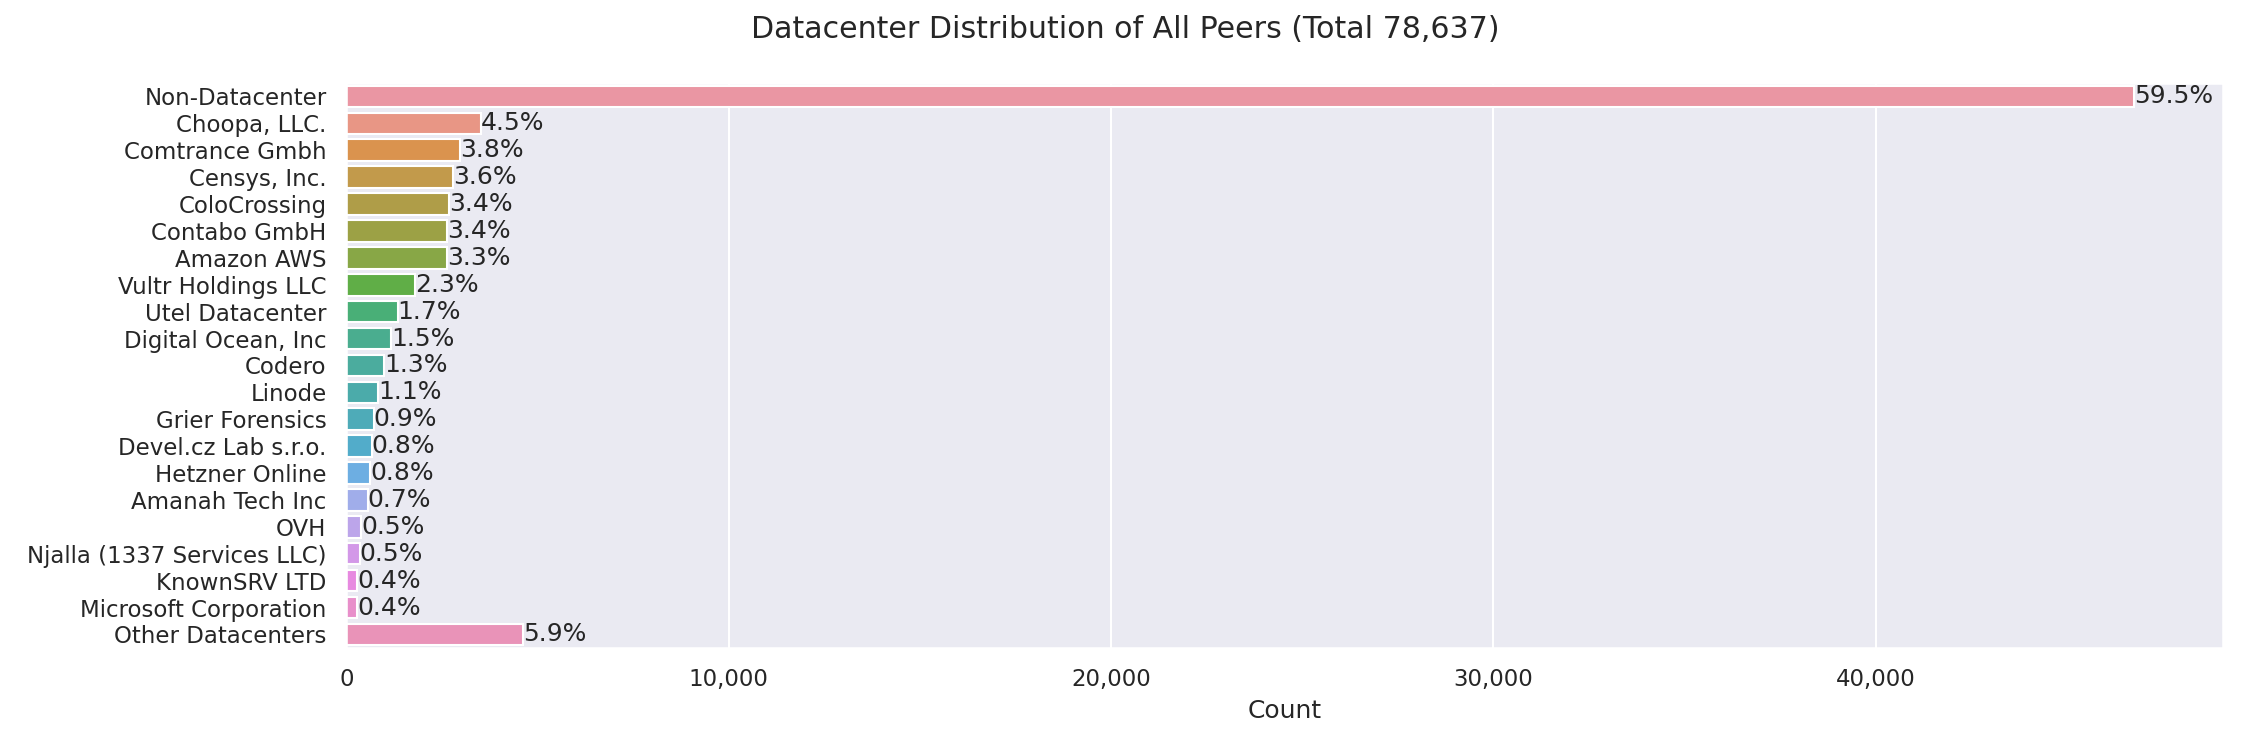 Datacenter Distribution of All Peers (Total 78,637)
Non-Datacenter 59.5%
Choopa, LLC. 4.5%
Comtrance Gmbh 3.8%
Censys, Inc. 3.6%
ColoCrossing 3.4%
Contabo GmbH 3.4%
Amazon AWS 3.3%
Vultr Holdings LLC 2.3%
Utel Datacenter 1.7%
Digital Ocean, Inc 1.5%
Codero 1.3%
Linode 1.1%
Grier Forensics 0.9%
Devel.cz Lab s.r.o. 0.8%
Hetzner Online 0.8%
Amanah Tech Inc 0.7%
OVH 0.5%
Njalla (1337 Services LLC) 0.5%
KnownSRV LTD 0.4%
Microsoft Corporation 0.4%
Other Datacenters 5.9%
0 10,000 20,000 30,000 40,000
Count